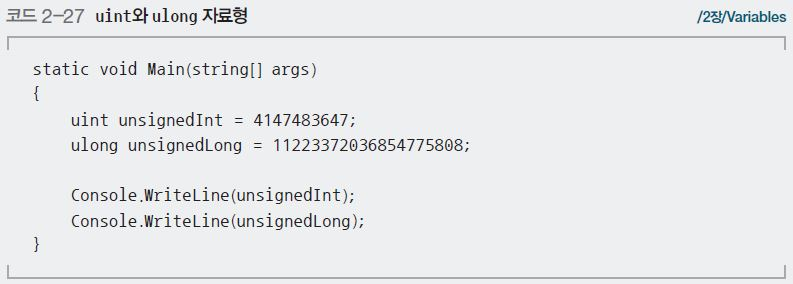 코드 2-27 uint와 ulong 자료형
/2장/Variables
static void Main(string[] args)
{
uint unsignedInt = 4147483647;
ulong unsignedLong = 11223372036854775808;
Console.WriteLine(unsignedInt);
Console.WriteLine(unsignedLong);
}